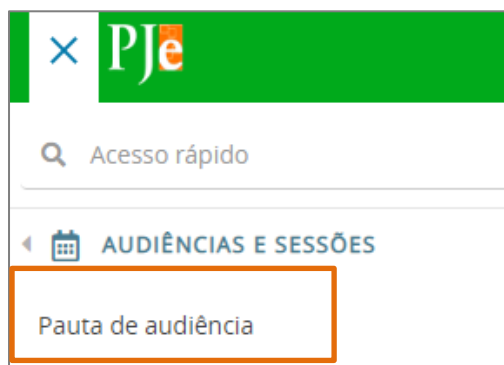 PJe
Acesso rápido
AUDIÊNCIAS E SESSÕES
Pauta de audiência